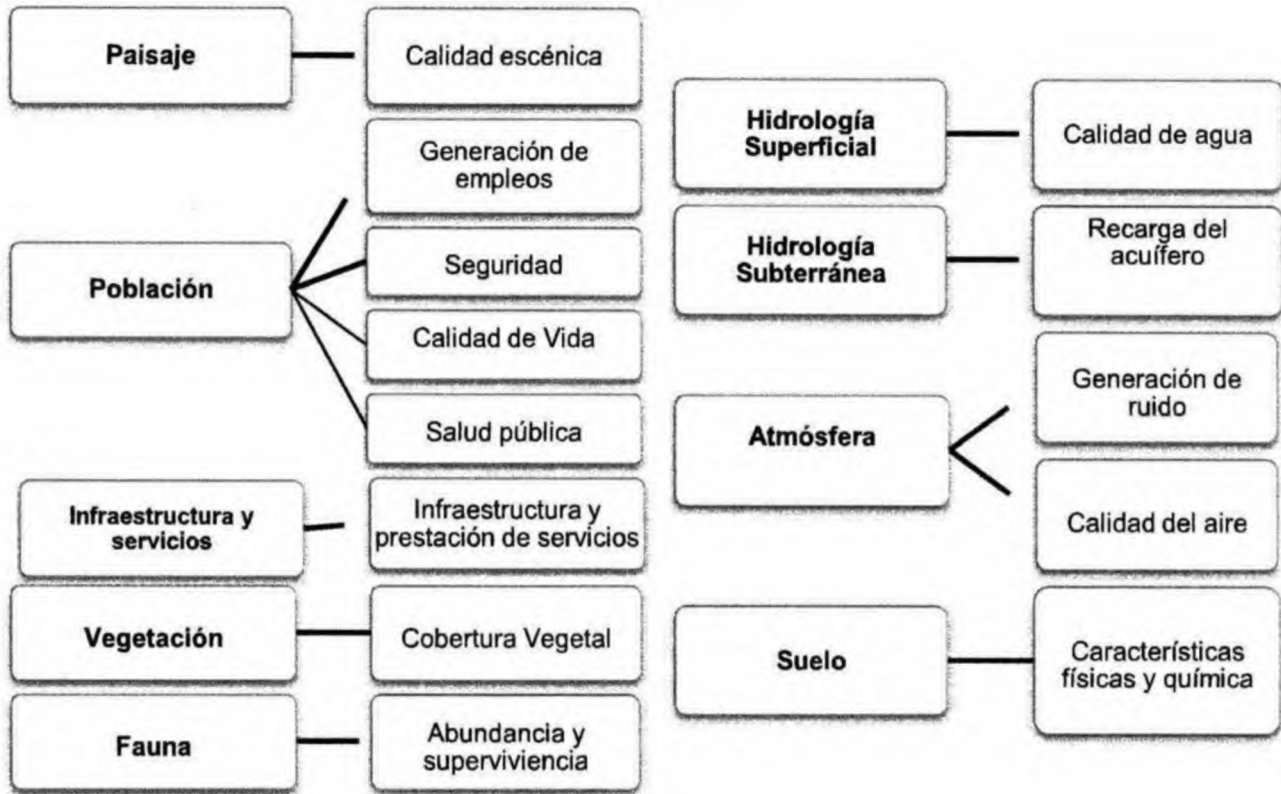 Paisaje
Calidad escénica
Población
Generación de
empleos
Seguridad
Calidad de Vida
Salud pública
Infraestructura y
servicios
Infraestructura y
prestación de servicios
Vegetación
Cobertura Vegetal
Fauna
Abundancia y
superviviencia
Hidrología
Superficial
Calidad de agua
Hidrología
Subterránea
Recarga del
acuífero
Atmósfera
Generación de
ruido
Calidad del aire
Suelo
Características
físicas y química